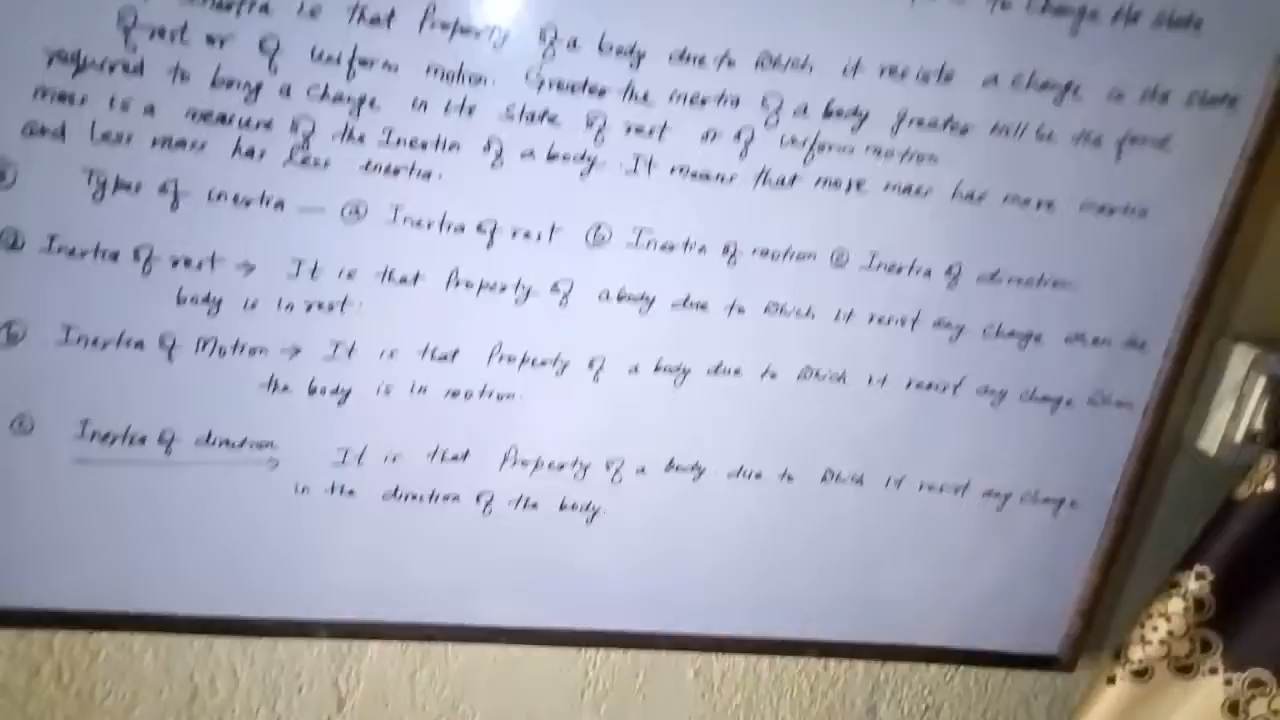 to change the state
Inertia is that Property of a body due to which it resists a change in its state
of rest or of uniform motion. Greater the inertia of a body greater will be the force
required to being a change in its state of rest or of uniform motion
mass is a measure of the Inertia of a body. It means that more mass has more inertia
and less mass has less inertia.
Types of inertia — (a) Inertia of rest (b) Inertia of motion (c) Inertia of direction
(a) Inertia of rest → It is that Property of a body due to which it resist any change when the
body is in rest.
(b) Inertia of Motion → It is that Property of a body due to which it resist any change when
the body is in motion.
(c) Inertia of direction → It is that Property of a body due to which it resist any change
in the direction of the body.